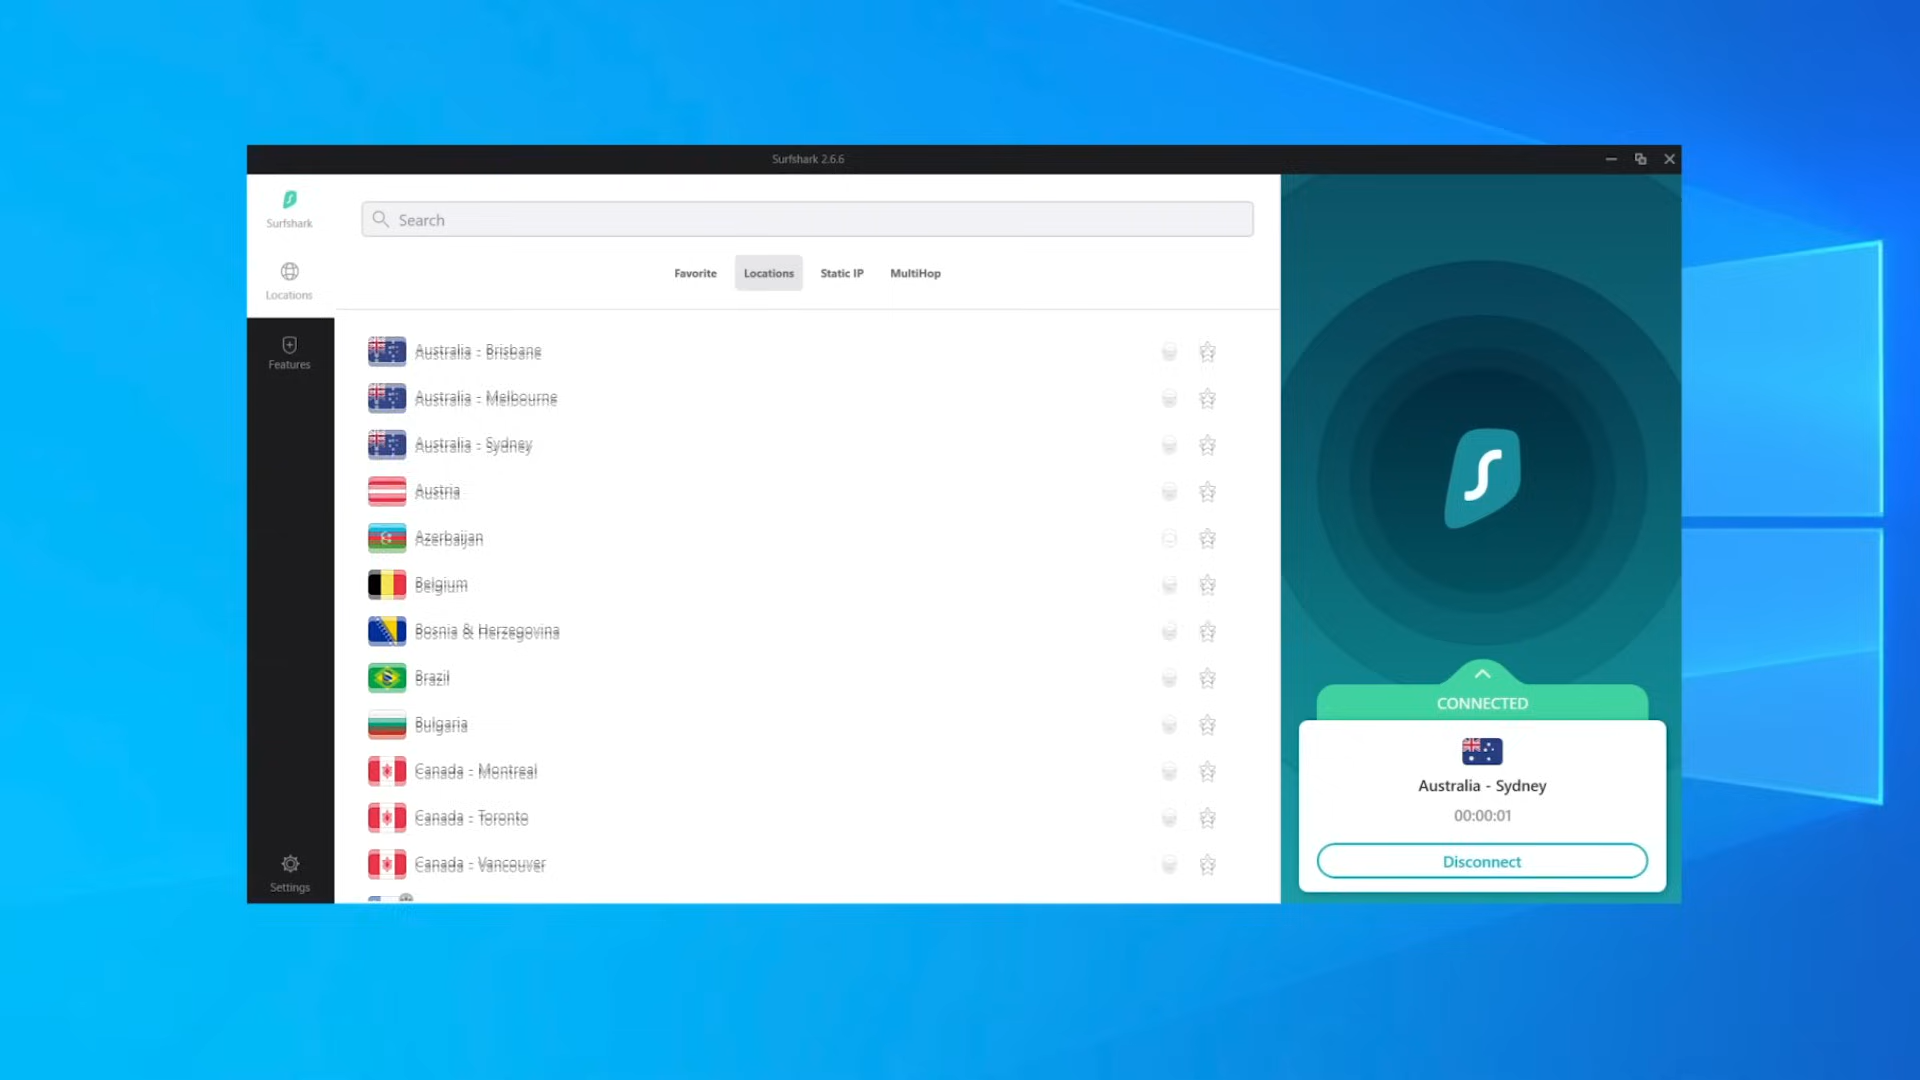 Surfshark 2.6.6
Surfshark
Locations
Features
Settings
Search
Favorite Locations Static IP MultiHop
Australia - Brisbane
Australia - Melbourne
Australia - Sydney
Austria
Azerbaijan
Belgium
Bosnia & Herzegovina
Brazil
Bulgaria
Canada - Montreal
Canada - Toronto
Canada - Vancouver
CONNECTED
Australia - Sydney
00:00:01
Disconnect